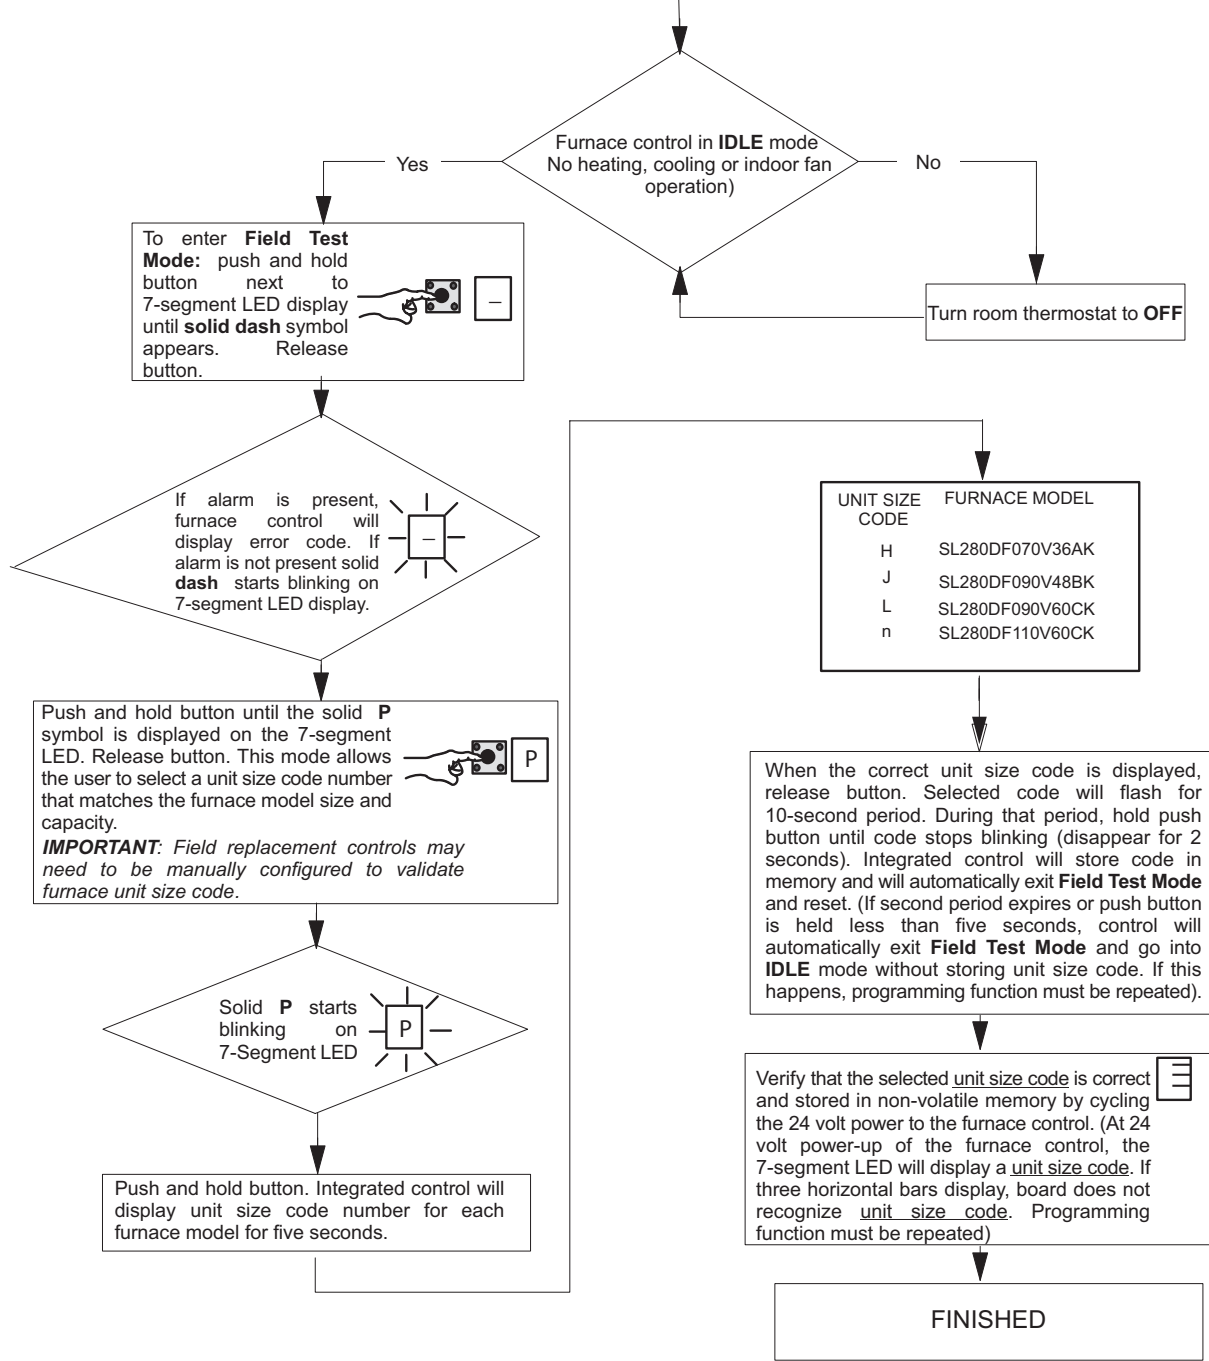 Furnace control in IDLE mode
No heating, cooling or indoor fan
operation)
Yes
No
To enter Field Test
Mode: push and hold
button next to
7-segment LED display
until solid dash symbol
appears. Release
button.
–
Turn room thermostat to OFF
If alarm is present,
furnace control will
display error code. If
alarm is not present solid
dash starts blinking on
7-segment LED display.
–
Push and hold button until the solid P
symbol is displayed on the 7-segment
LED. Release button. This mode allows
the user to select a unit size code number
that matches the furnace model size and
capacity.
IMPORTANT: Field replacement controls may
need to be manually configured to validate
furnace unit size code.
P
Solid P starts
blinking on
7-Segment LED
P
Push and hold button. Integrated control will
display unit size code number for each
furnace model for five seconds.
UNIT SIZE FURNACE MODEL
CODE
H SL280DF070V36AK
J SL280DF090V48BK
L SL280DF090V60CK
n SL280DF110V60CK
When the correct unit size code is displayed,
release button. Selected code will flash for
10-second period. During that period, hold push
button until code stops blinking (disappear for 2
seconds). Integrated control will store code in
memory and will automatically exit Field Test Mode
and reset. (If second period expires or push button
is held less than five seconds, control will
automatically exit Field Test Mode and go into
IDLE mode without storing unit size code. If this
happens, programming function must be repeated).
Verify that the selected unit size code is correct
and stored in non-volatile memory by cycling
the 24 volt power to the furnace control. (At 24
volt power-up of the furnace control, the
7-segment LED will display a unit size code. If
three horizontal bars display, board does not
recognize unit size code. Programming
function must be repeated)
FINISHED